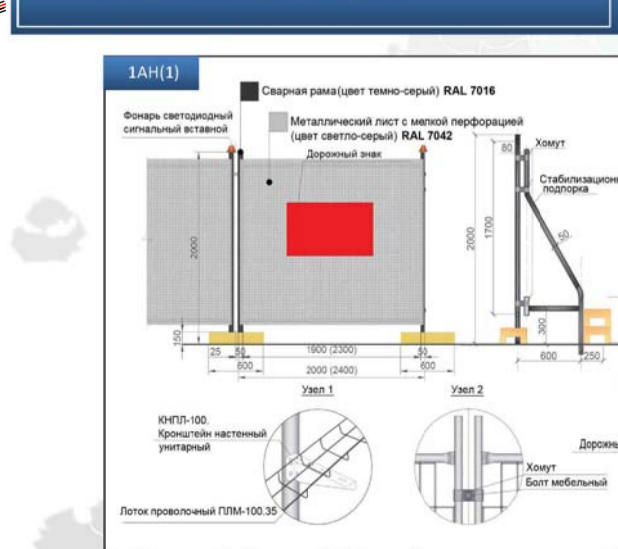 1АН(1)
Сварная рама(цвет темно-серый) RAL 7016
Фонарь светодиодный
сигнальный вставной
Металлический лист с мелкой перфорацией
(цвет светло-серый) RAL 7042
Дорожный знак
Хомут
Стабилизационн
подпорка
80
2000
2000
1700
50
150
300
25
50
1900 (2300)
50
600
600
2000 (2400)
600
250
Узел 1
Узел 2
КНПЛ-100.
Кронштейн настенный
унитарный
Лоток проволочный ПЛМ-100.35
Дорожны
Хомут
Болт мебельный